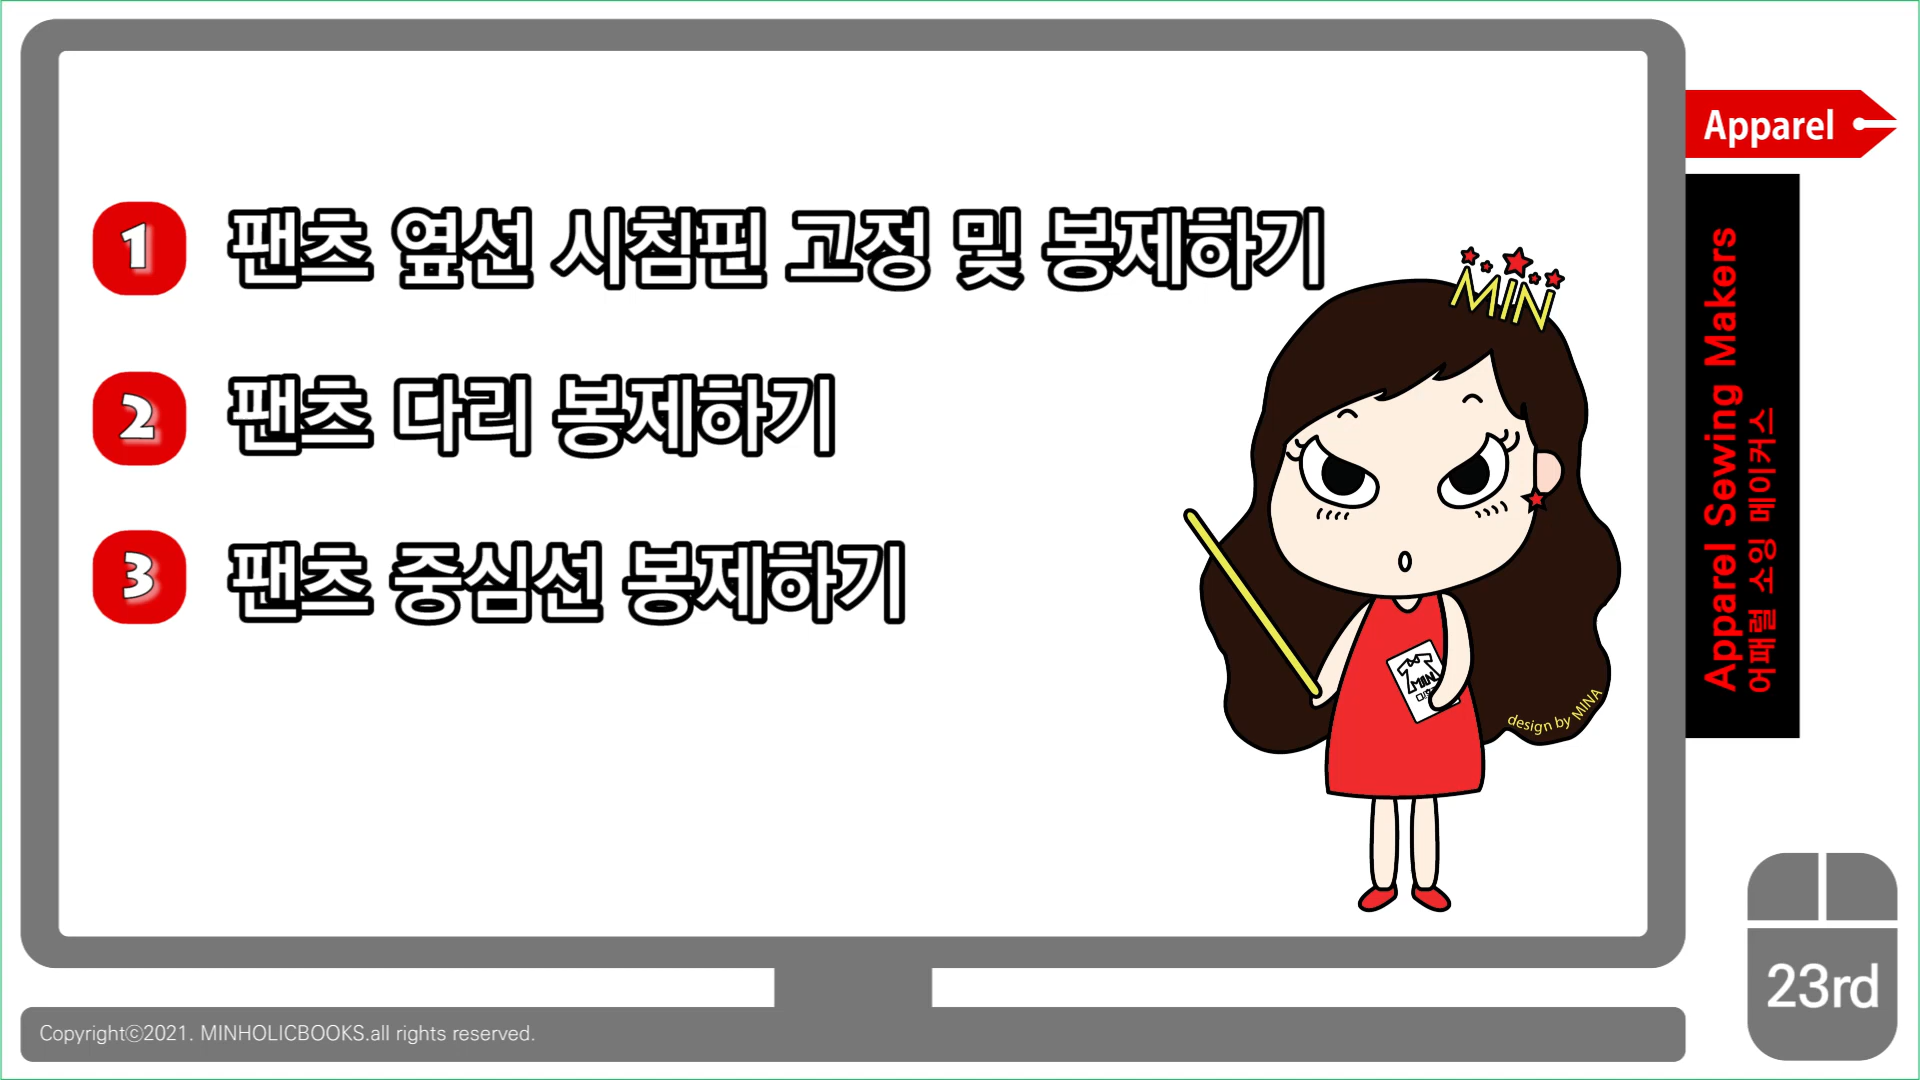 1 팬츠 옆선 시침핀 고정 및 봉제하기
2 팬츠 다리 봉제하기
3 팬츠 중심선 봉제하기
MIN
MIN
design by MINA
Apparel
Apparel Sewing Makers
어패럴 소잉 메이커스
23rd
Copyrightⓒ2021. MINHOLICBOOKS.all rights reserved.